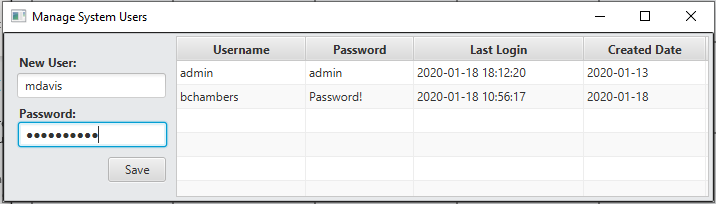 Manage System Users
New User:
mdavis
Password:
●●●●●●●●●●
Save
Username Password Last Login Created Date
admin admin 2020-01-18 18:12:20 2020-01-13
bchambers Password! 2020-01-18 10:56:17 2020-01-18